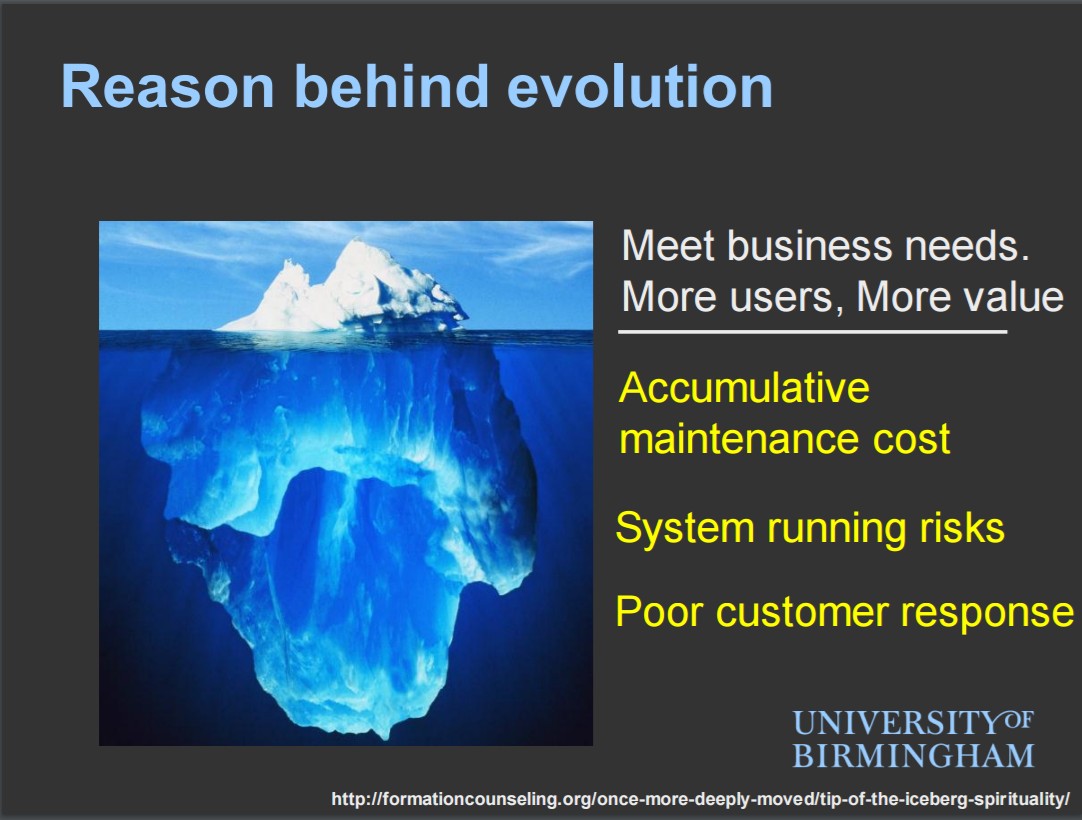 Reason behind evolution
Meet business needs.
More users, More value
Accumulative
maintenance cost
System running risks
Poor customer response
UNIVERSITY OF
BIRMINGHAM
http://formationcounseling.org/once-more-deeply-moved/tip-of-the-iceberg-spirituality/